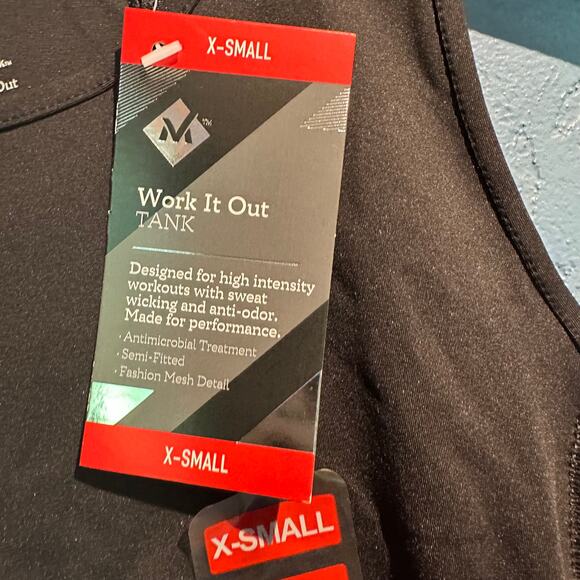 X-SMALL
M
TM
Out
Work It Out
TANK
Designed for high intensity
workouts with sweat
wicking and anti-odor.
Made for performance.
· Antimicrobial Treatment
· Semi-Fitted
· Fashion Mesh Detail
X-SMALL
X-SMALL